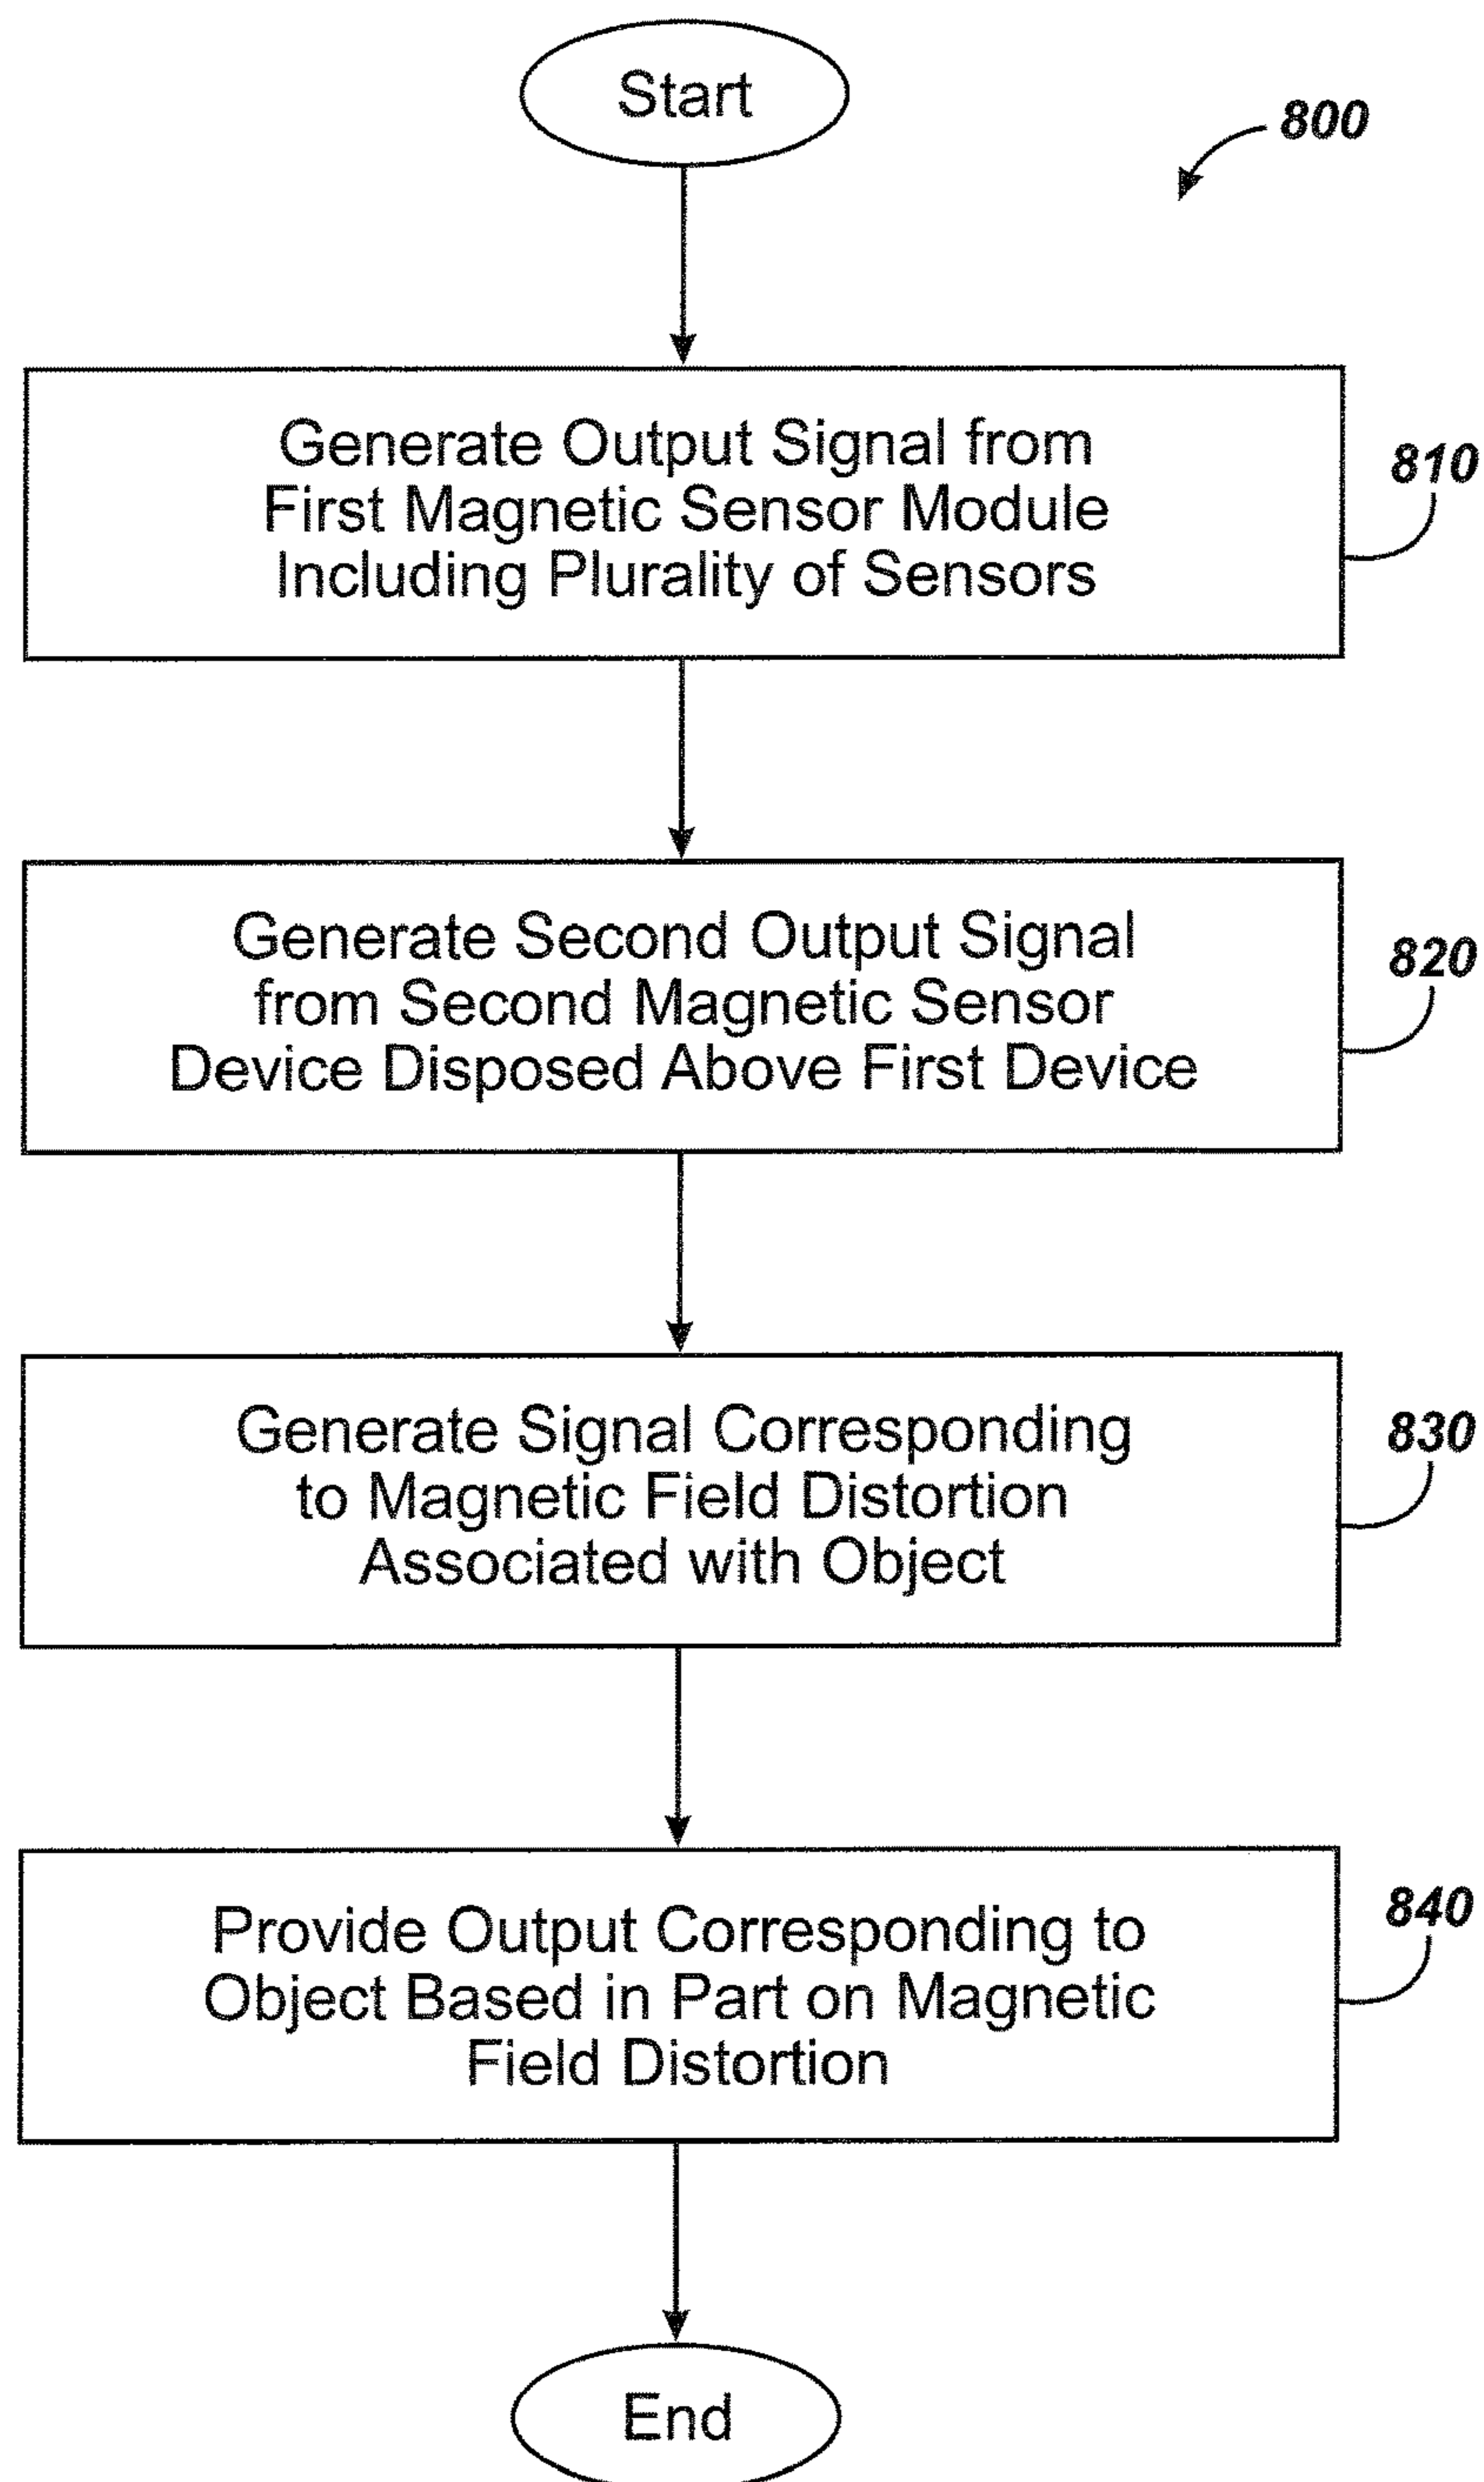 Start
800
Generate Output Signal from
First Magnetic Sensor Module
Including Plurality of Sensors
810
Generate Second Output Signal
from Second Magnetic Sensor
Device Disposed Above First Device
820
Generate Signal Corresponding
to Magnetic Field Distortion
Associated with Object
830
Provide Output Corresponding to
Object Based in Part on Magnetic
Field Distortion
840
End